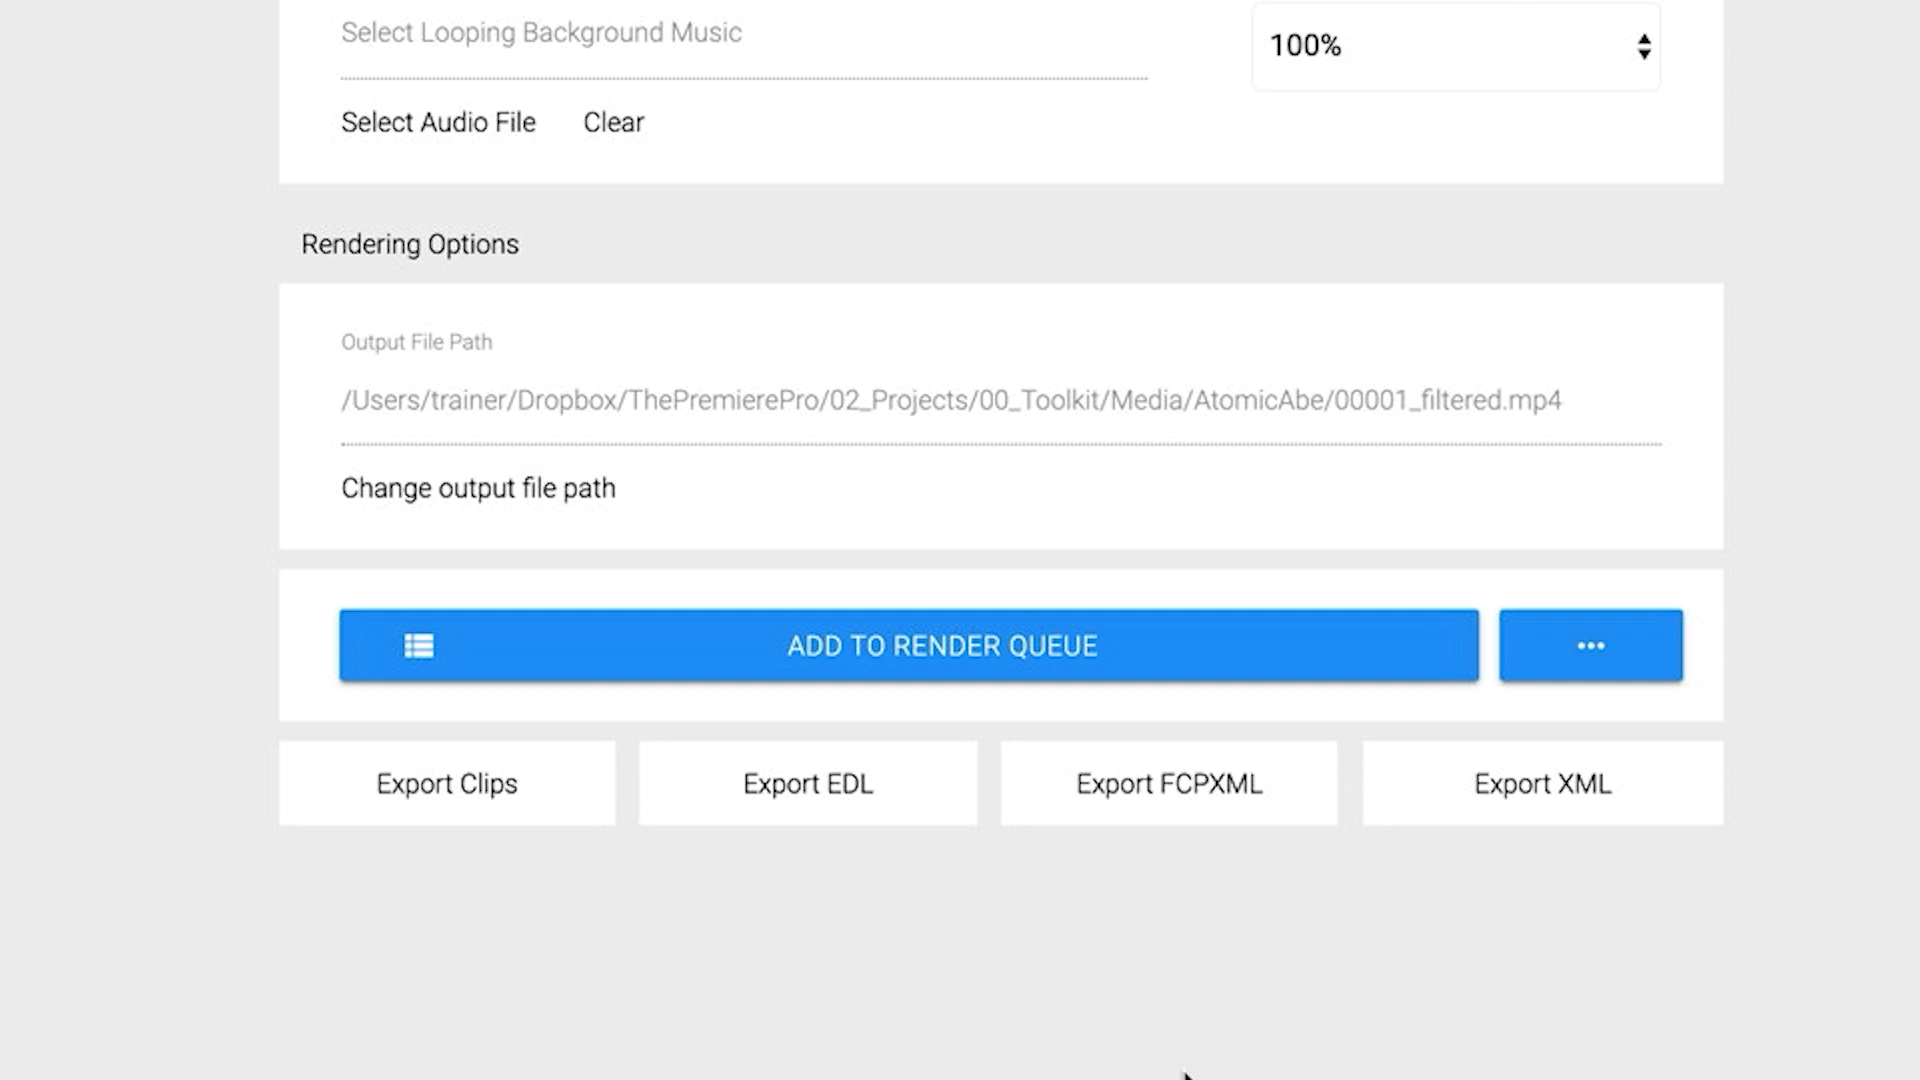 Select Looping Background Music
100%
Select Audio File
Clear
Rendering Options
Output File Path
/Users/trainer/Dropbox/ThePremierePro/02_Projects/00_Toolkit/Media/AtomicAbe/00001_filtered.mp4
Change output file path
ADD TO RENDER QUEUE
Export Clips
Export EDL
Export FCPXML
Export XML